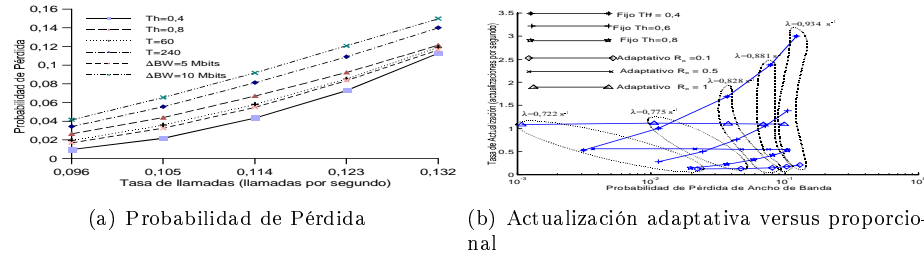 0,16
0,14
0,12
0,1
0,08
0,06
0,04
0,02
0
Probabilidad de Pérdida
Th=0,4
Th=0,8
T=60
T=240
ΔBW=5 Mbits
ΔBW=10 Mbits
0,096 0,105 0,114 0,123 0,132
Tasa de llamadas (llamadas por segundo)
(a) Probabilidad de Pérdida
3.5
3
2.5
2
1.5
1
0.5
0
Tasa de Actualización (actualizaciones por segundo)
Fijo Th = 0,4
Fijo Th=0,6
Fijo Th=0,8
Adaptativo Rₒ=0.1
Adaptativo Rₒ = 0.5
Adaptativo Rₒ = 1
λ=0,934 s⁻¹
λ=0,881 s⁻¹
λ=0,828 s⁻¹
λ=0,775 s⁻¹
λ=0,722 s⁻¹
10⁻³ 10⁻² 10⁻¹ 10⁰
Probabilidad de Pérdida de Ancho de Banda
(b) Actualización adaptativa versus proporcio-
nal